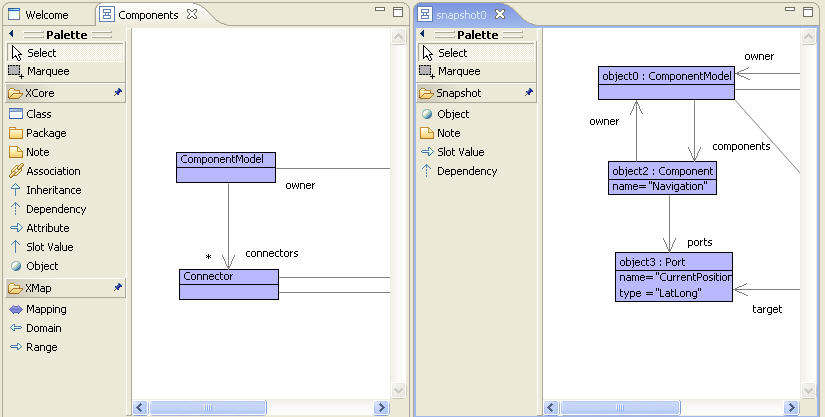 Welcome
Components
Palette
Select
Marquee
XCore
Class
Package
Note
Association
Inheritance
Dependency
Attribute
Slot Value
Object
XMap
Mapping
Domain
Range
ComponentModel
owner
*
connectors
Connector
snapshot0
Palette
Select
Marquee
Snapshot
Object
Note
Slot Value
Dependency
object0 : ComponentModel
owner
owner
components
object2 : Component
name= "Navigation"
ports
object3 : Port
name= "CurrentPosition
type = "LatLong"
target